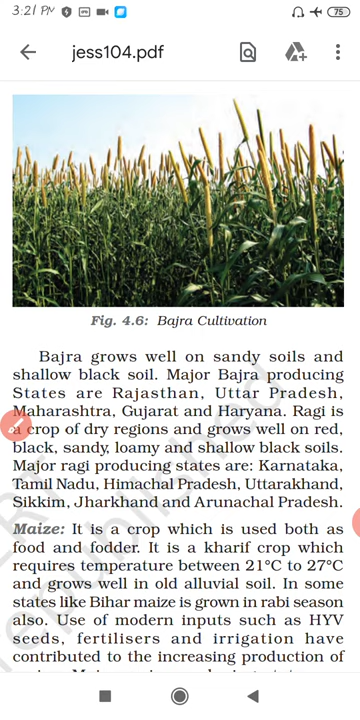 3:21 PM
75
jess104.pdf
Fig. 4.6: Bajra Cultivation
Bajra grows well on sandy soils and
shallow black soil. Major Bajra producing
States are Rajasthan, Uttar Pradesh,
Maharashtra, Gujarat and Haryana. Ragi is
a crop of dry regions and grows well on red,
black, sandy, loamy and shallow black soils.
Major ragi producing states are: Karnataka,
Tamil Nadu, Himachal Pradesh, Uttarakhand,
Sikkim, Jharkhand and Arunachal Pradesh.
Maize: It is a crop which is used both as
food and fodder. It is a kharif crop which
requires temperature between 21°C to 27°C
and grows well in old alluvial soil. In some
states like Bihar maize is grown in rabi season
also. Use of modern inputs such as HYV
seeds, fertilisers and irrigation have
contributed to the increasing production of